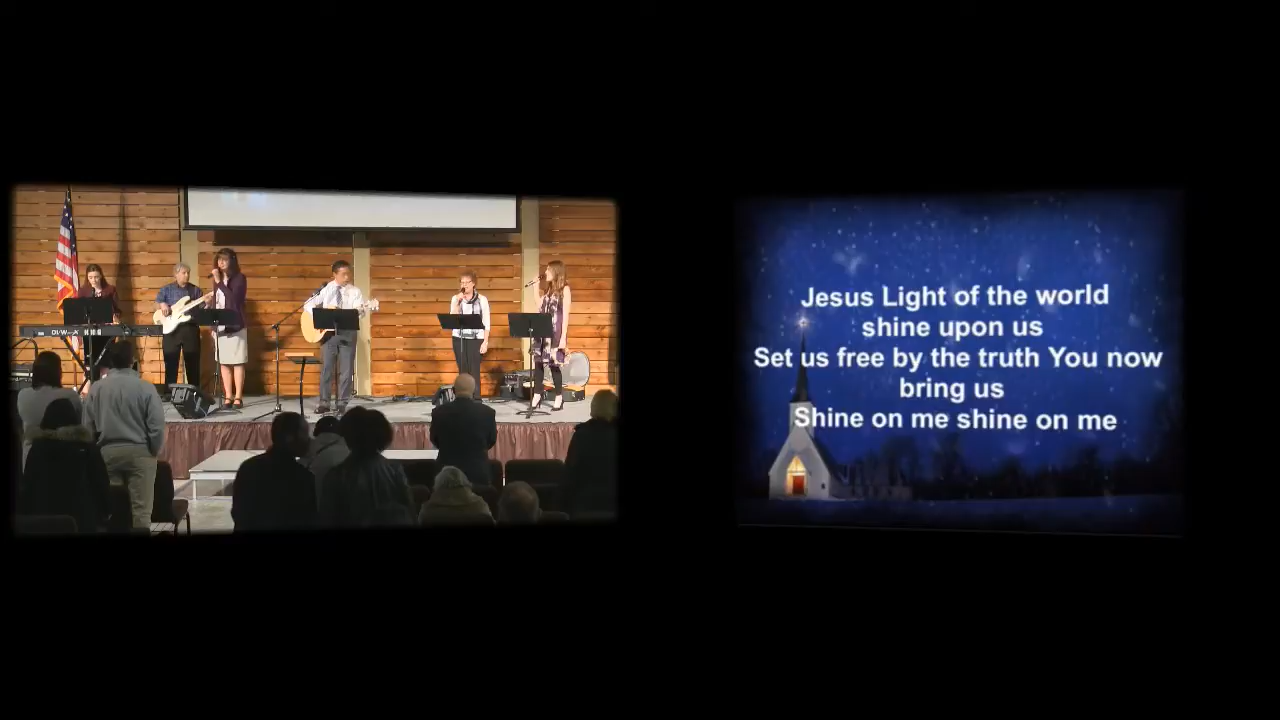 Jesus Light of the world
shine upon us
Set us free by the truth You now
bring us
Shine on me shine on me